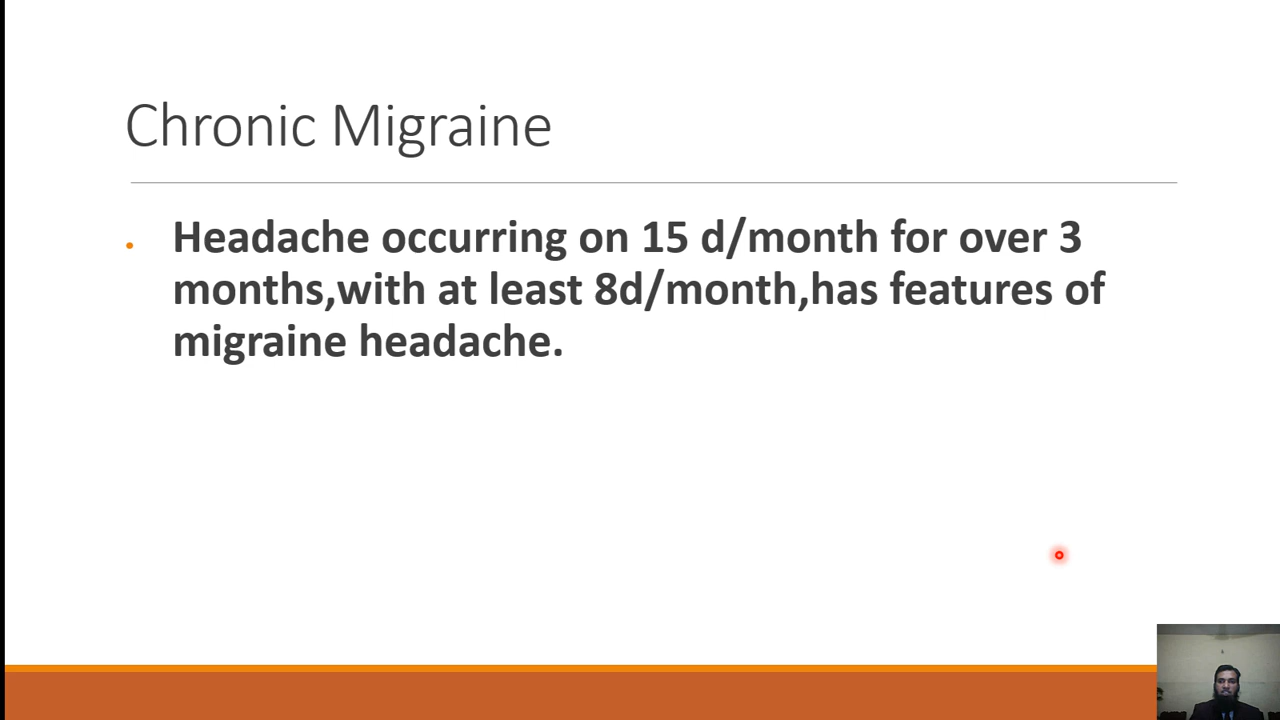 Chronic Migraine
• Headache occurring on 15 d/month for over 3
months,with at least 8d/month,has features of
migraine headache.